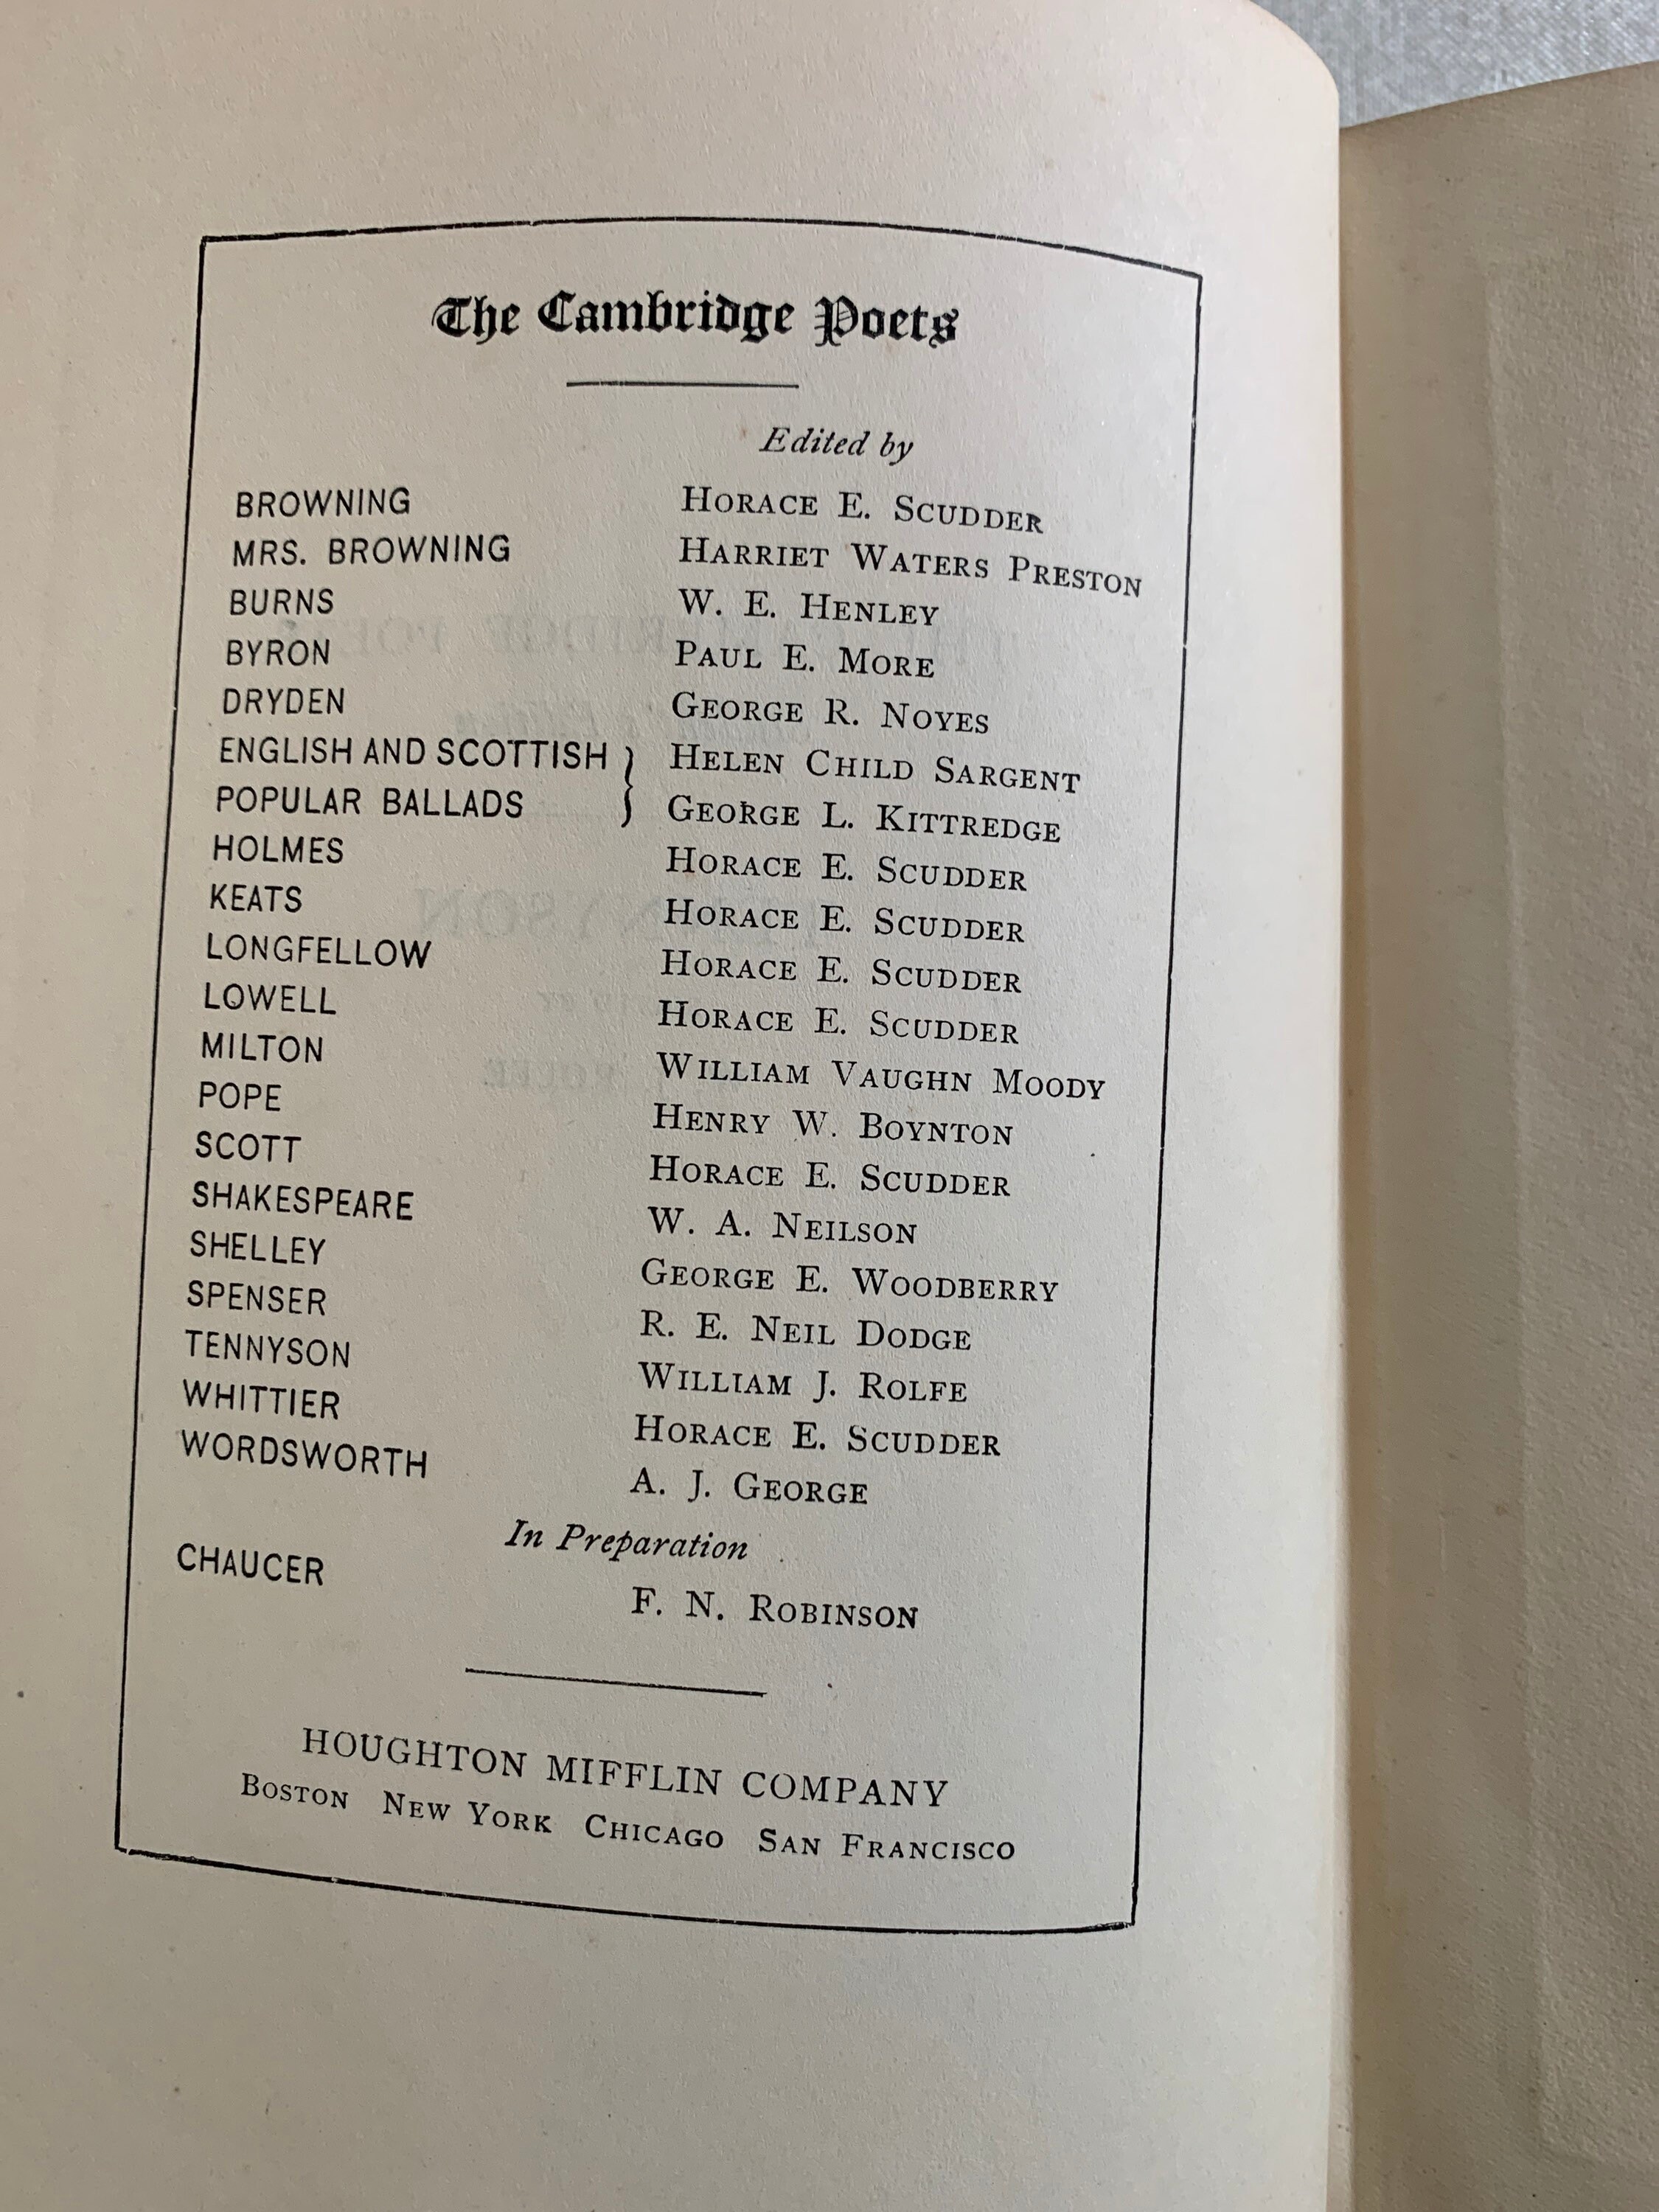 The Cambridge Poets
Edited by
BROWNING HORACE E. SCUDDER
MRS. BROWNING HARRIET WATERS PRESTON
BURNS W. E. HENLEY
BYRON PAUL E. MORE
DRYDEN GEORGE R. NOYES
ENGLISH AND SCOTTISH } HELEN CHILD SARGENT
POPULAR BALLADS GEORGE L. KITTREDGE
HOLMES HORACE E. SCUDDER
KEATS HORACE E. SCUDDER
LONGFELLOW HORACE E. SCUDDER
LOWELL HORACE E. SCUDDER
MILTON WILLIAM VAUGHN MOODY
POPE HENRY W. BOYNTON
SCOTT HORACE E. SCUDDER
SHAKESPEARE W. A. NEILSON
SHELLEY GEORGE E. WOODBERRY
SPENSER R. E. NEIL DODGE
TENNYSON WILLIAM J. ROLFE
WHITTIER HORACE E. SCUDDER
WORDSWORTH A. J. GEORGE
In Preparation
CHAUCER F. N. ROBINSON
HOUGHTON MIFFLIN COMPANY
BOSTON NEW YORK CHICAGO SAN FRANCISCO